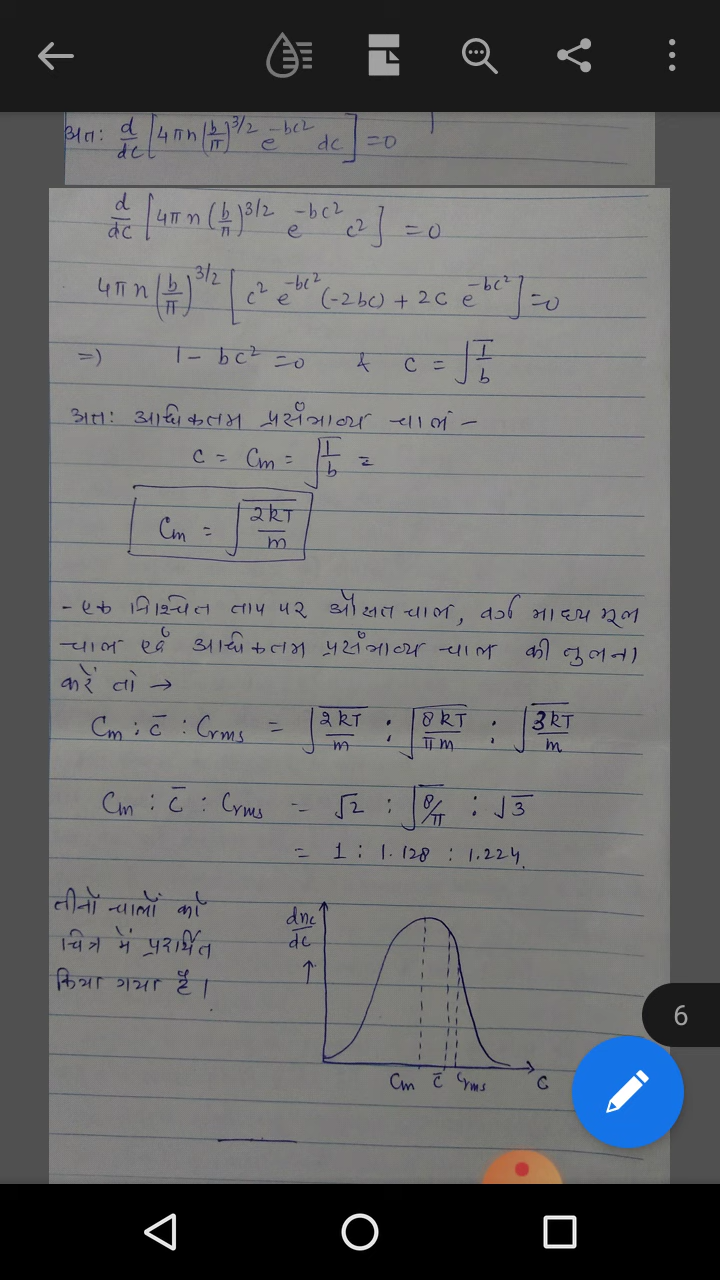 अतः d/dc [4πn(b/π)^3/2 e^-bc² dc] = 0
d/dc [4πn(b/π)^3/2 e^-bc² c²] = 0
4πn(b/π)^3/2 [c² e^-bc² (-2bc) + 2c e^-bc²] = 0
=) 1 - bc² = 0 & c = √(1/b)
अतः अधिकतम प्रसंभाव्य चाल -
c = Cm = √(1/b) =
Cm = √(2kT/m)
- एक निश्चित ताप पर औसत चाल, वर्ग माध्य मूल
चाल एवं अधिकतम प्रसंभाव्य चाल की तुलना
करें तो →
Cm : c̄ : Crms = √(2kT/m) : √(8kT/πm) : √(3kT/m)
Cm : c̄ : Crms = √2 : √(8/π) : √3
= 1 : 1.128 : 1.224.
तीनों चालों को
चित्र में प्रदर्शित
किया गया है।
dnc/dc ↑
Cm c̄ Crms C
6